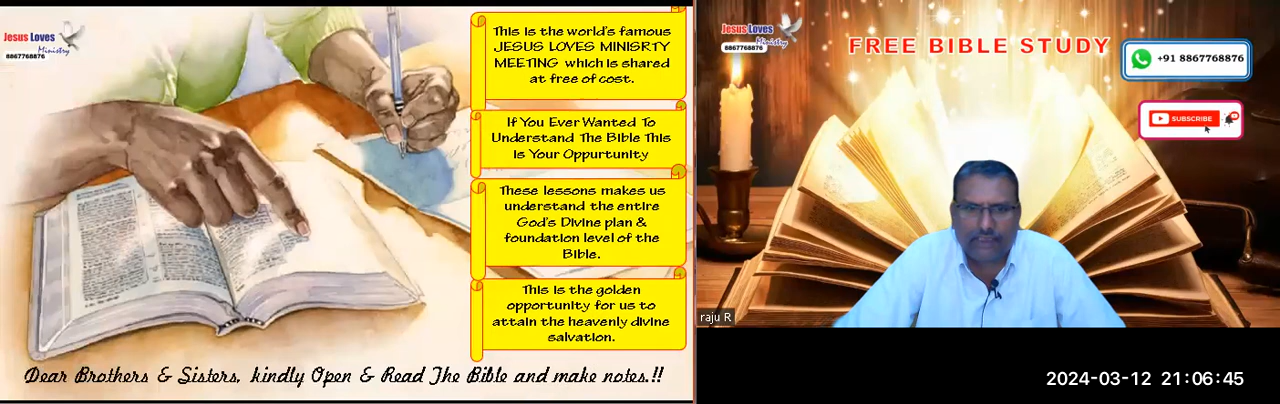 Jesus Loves
Ministry
8867768876
This is the world's famous
JESUS LOVES MINISRTY
MEETING which is shared
at free of cost.
If You Ever Wanted To
Understand The Bible This
is Your Oppurtunity
These lessons makes us
understand the entire
God's Divine plan &
foundation level of the
Bible.
This is the golden
opportunity for us to
attain the heavenly divine
salvation.
Dear Brothers & Sisters, kindly Open & Read The Bible and make notes.!!
Jesus Loves
Ministry
8867768876
FREE BIBLE STUDY
+91 8867768876
SUBSCRIBE
raju R
2024-03-12 21:06:45